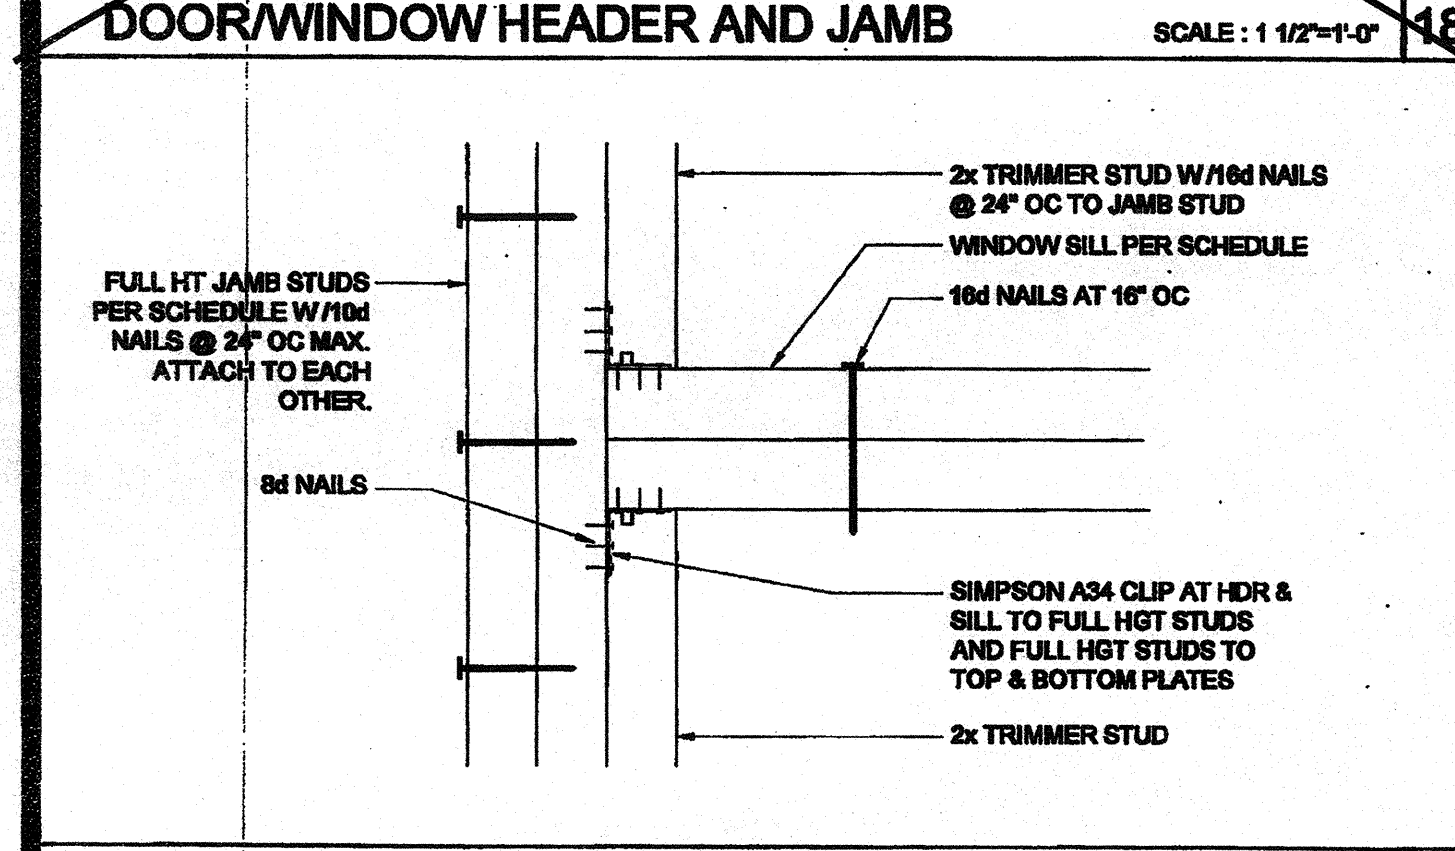 DOOR/WINDOW HEADER AND JAMB
SCALE : 1 1/2"=1'-0"
18
2x TRIMMER STUD W/16d NAILS
@ 24" OC TO JAMB STUD
WINDOW SILL PER SCHEDULE
16d NAILS AT 16" OC
FULL HT JAMB STUDS
PER SCHEDULE W/10d
NAILS @ 24" OC MAX.
ATTACH TO EACH
OTHER.
8d NAILS
SIMPSON A34 CLIP AT HDR &
SILL TO FULL HGT STUDS
AND FULL HGT STUDS TO
TOP & BOTTOM PLATES
2x TRIMMER STUD